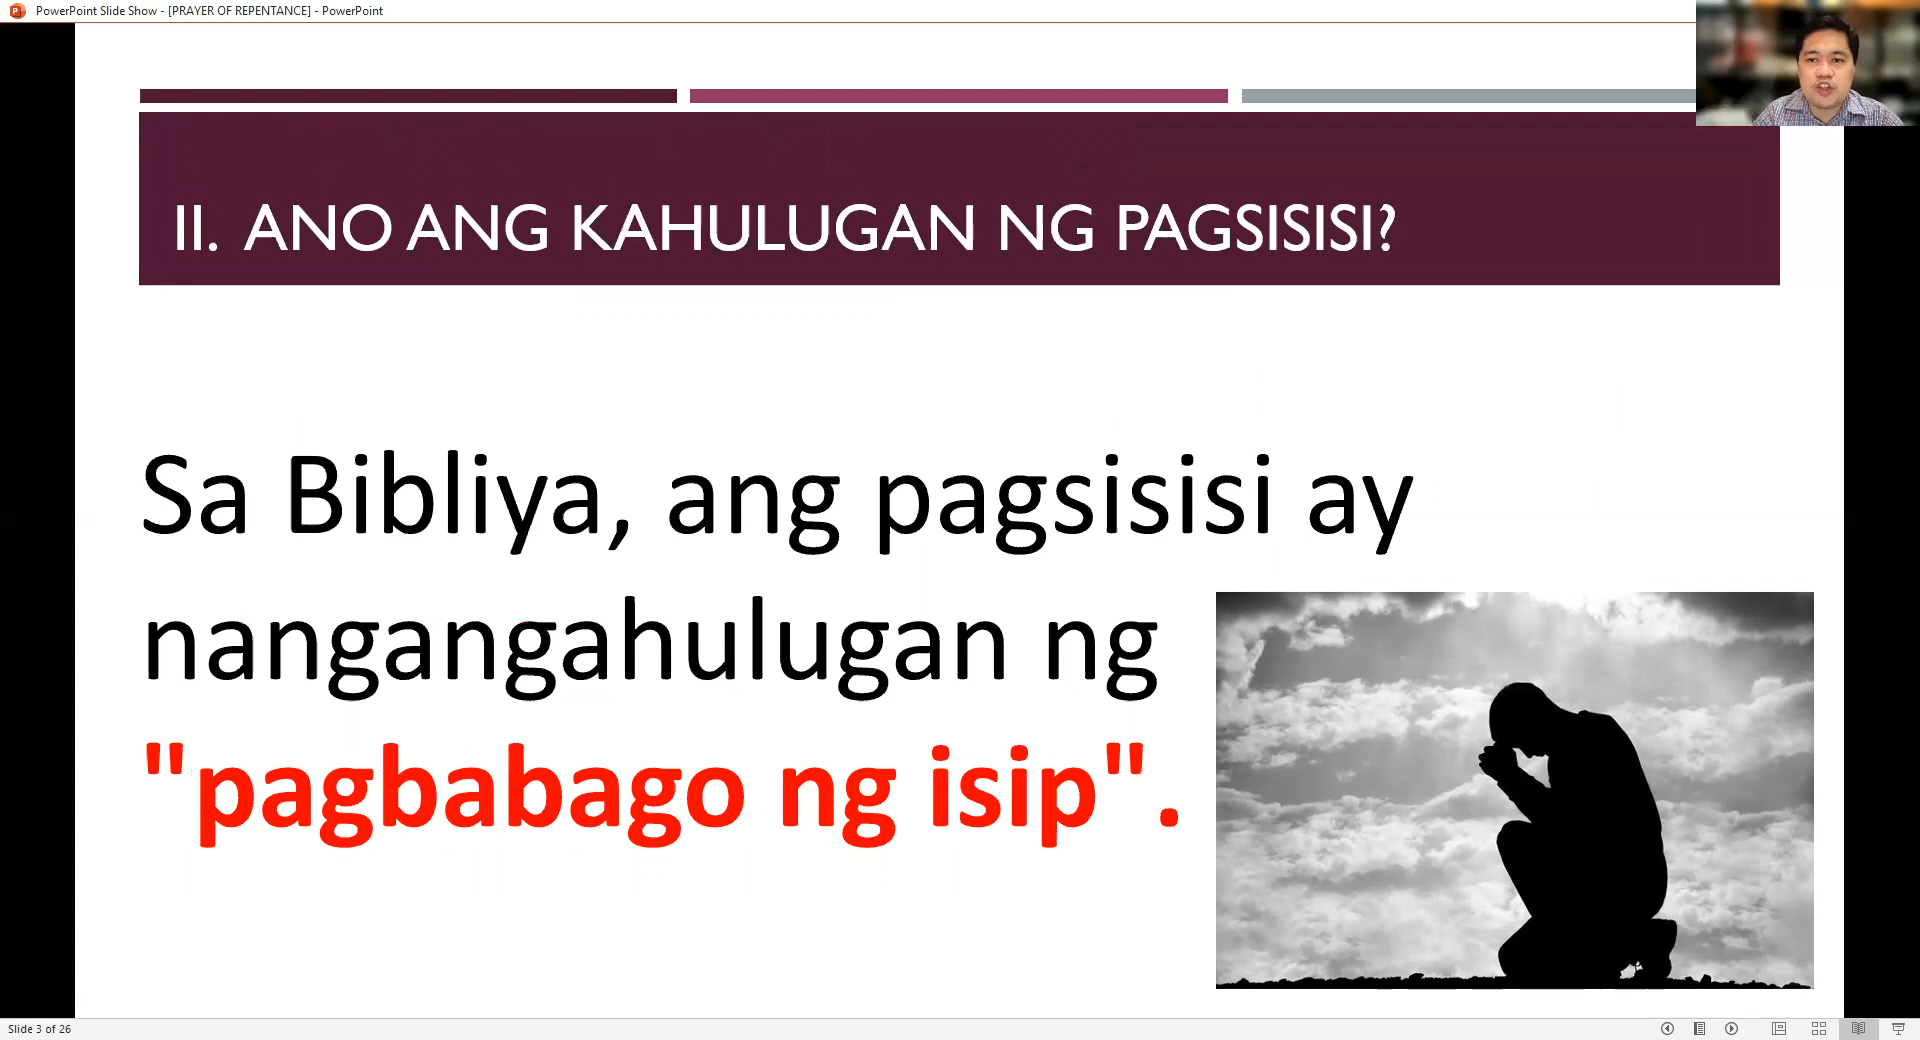 PowerPoint Slide Show - [PRAYER OF REPENTANCE] - PowerPoint
II. ANO ANG KAHULUGAN NG PAGSISISI?
Sa Bibliya, ang pagsisisi ay
nangangahulugan ng
"pagbabago ng isip".
Slide 3 of 26